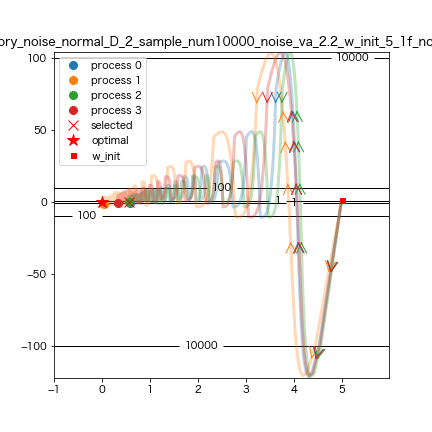 ory_noise_normal_D_2_sample_num10000_noise_va_2.2_w_init_5_1f_no
process 0
process 1
process 2
process 3
selected
optimal
w_init
10000
100
1
1
100
10000
100
50
0
−50
−100
−1
0
1
2
3
4
5